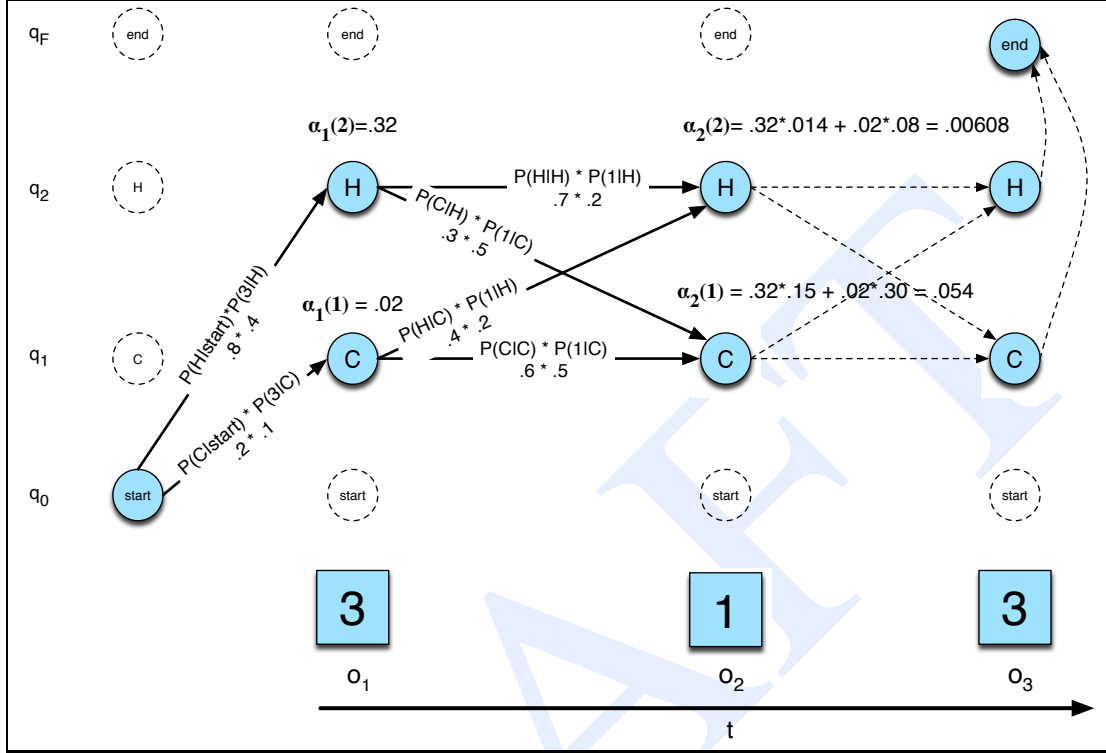 q_F end end end end
α₁(2)=.32 α₂(2)= .32*.014 + .02*.08 = .00608
q₂ H H P(H|H) * P(1|H) H H
.7 * .2
P(C|H) * P(1|C)
.3 * .5
P(H|start)*P(3|H)
.8 * .4
α₁(1) = .02 α₂(1) = .32*.15 + .02*.30 = .054
P(H|C) * P(1|H)
.4 * .2
q₁ C C P(C|C) * P(1|C) C C
.6 * .5
P(C|start) * P(3|C)
.2 * .1
q₀ start start start start
3 1 3
o₁ o₂ o₃
t
AFT